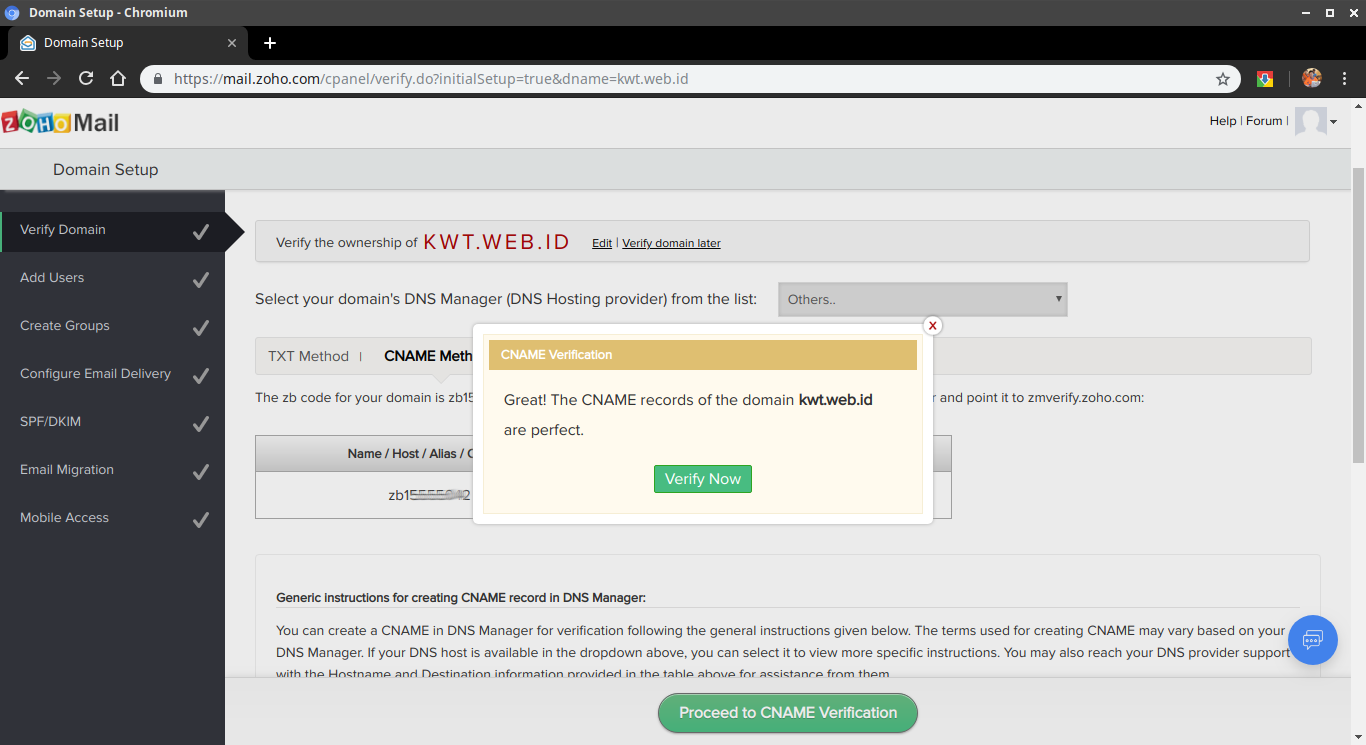 Domain Setup - Chromium
Domain Setup
https://mail.zoho.com/cpanel/verify.do?initialSetup=true&dname=kwt.web.id
ZOHO Mail
Help | Forum |
Domain Setup
Verify Domain
Add Users
Create Groups
Configure Email Delivery
SPF/DKIM
Email Migration
Mobile Access
Verify the ownership of KWT.WEB.ID Edit | Verify domain later
Select your domain's DNS Manager (DNS Hosting provider) from the list: Others..
TXT Method | CNAME Meth
The zb code for your domain is zb15 r and point it to zmverify.zoho.com:
Name / Host / Alias /
zb1
X
CNAME Verification
Great! The CNAME records of the domain kwt.web.id
are perfect.
Verify Now
Generic instructions for creating CNAME record in DNS Manager:
You can create a CNAME in DNS Manager for verification following the general instructions given below. The terms used for creating CNAME may vary based on your
DNS Manager. If your DNS host is available in the dropdown above, you can select it to view more specific instructions. You may also reach your DNS provider support
with the Hostname and Destination information provided in the table above for assistance from them.
Proceed to CNAME Verification